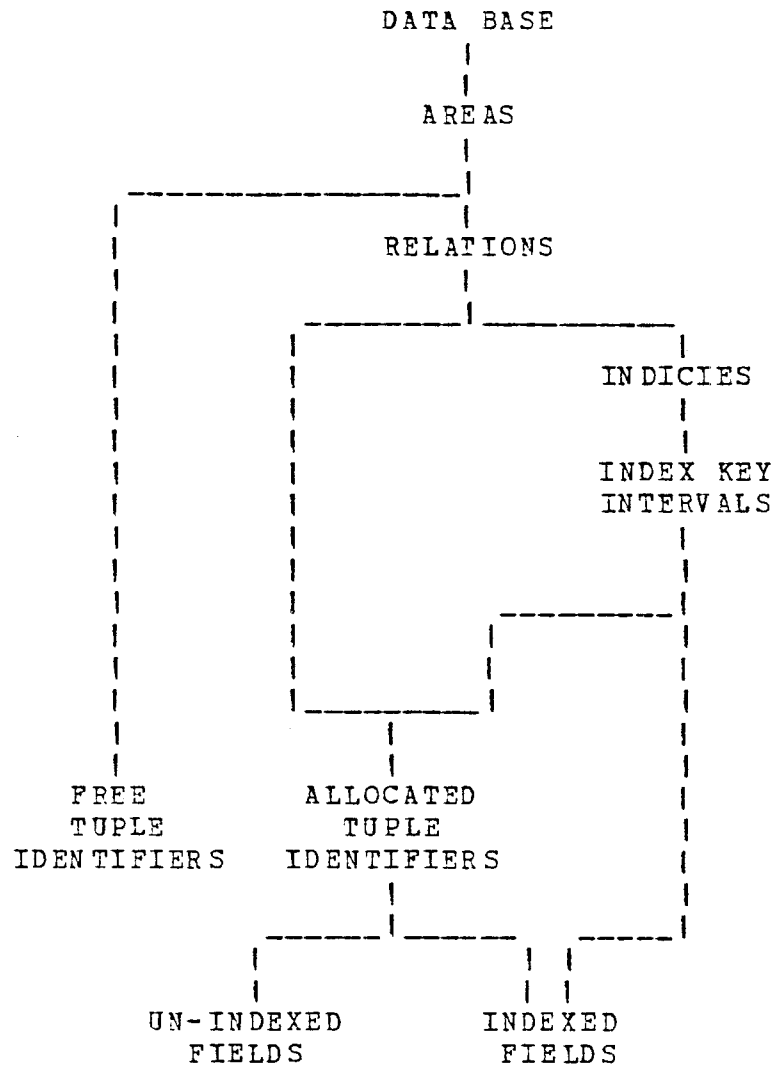 DATA BASE
AREAS
RELATIONS
INDICIES
INDEX KEY
INTERVALS
FREE
TUPLE
IDENTIFIERS
ALLOCATED
TUPLE
IDENTIFIERS
UN-INDEXED
FIELDS
INDEXED
FIELDS